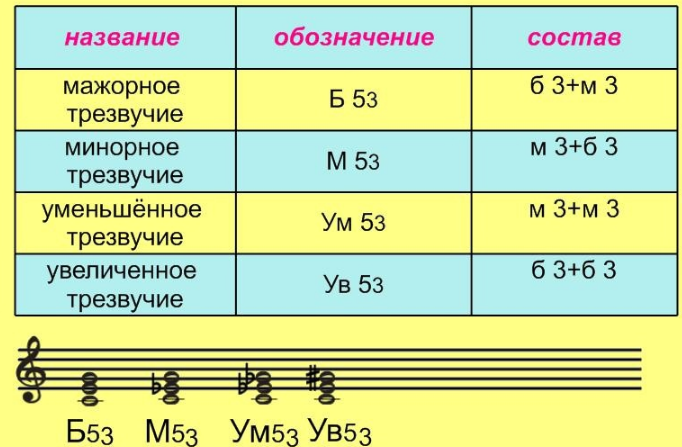 название обозначение состав
мажорное
трезвучие
Б 53
б 3+м 3
минорное
трезвучие
М 53
м 3+б 3
уменьшённое
трезвучие
Ум 53
м 3+м 3
увеличенное
трезвучие
Ув 53
б 3+б 3
Б53 М53 Ум53 Ув53